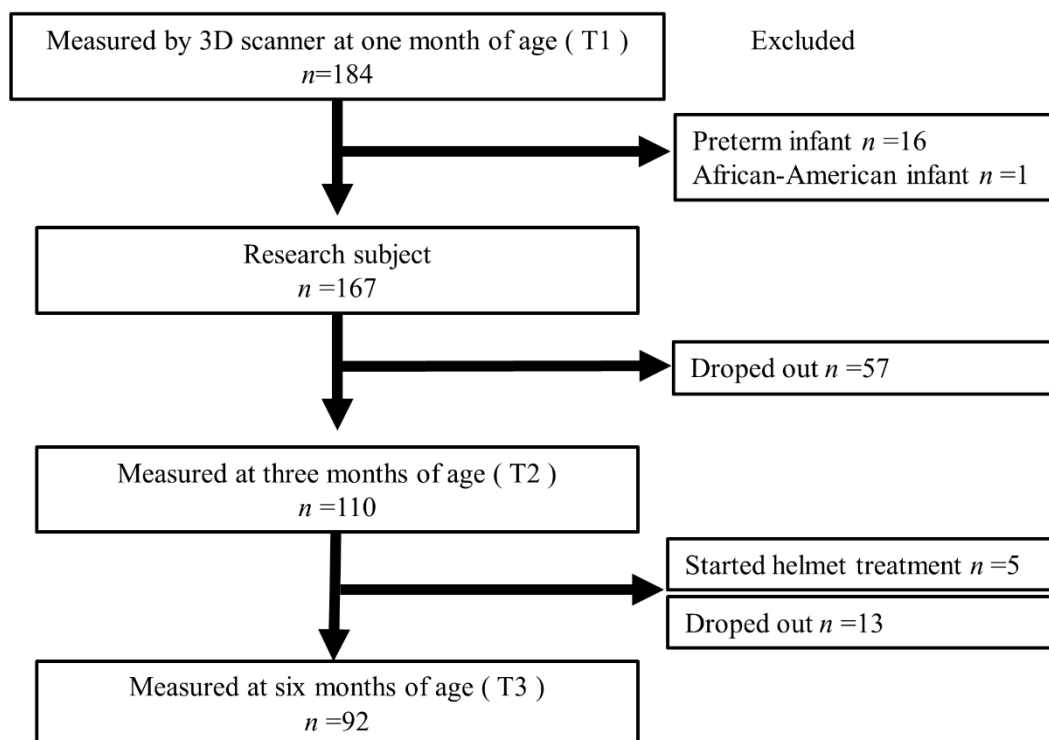 Measured by 3D scanner at one month of age ( T1 )
n=184
Excluded
Preterm infant n =16
African-American infant n =1
Research subject
n =167
Droped out n =57
Measured at three months of age ( T2 )
n =110
Started helmet treatment n =5
Droped out n =13
Measured at six months of age ( T3 )
n =92